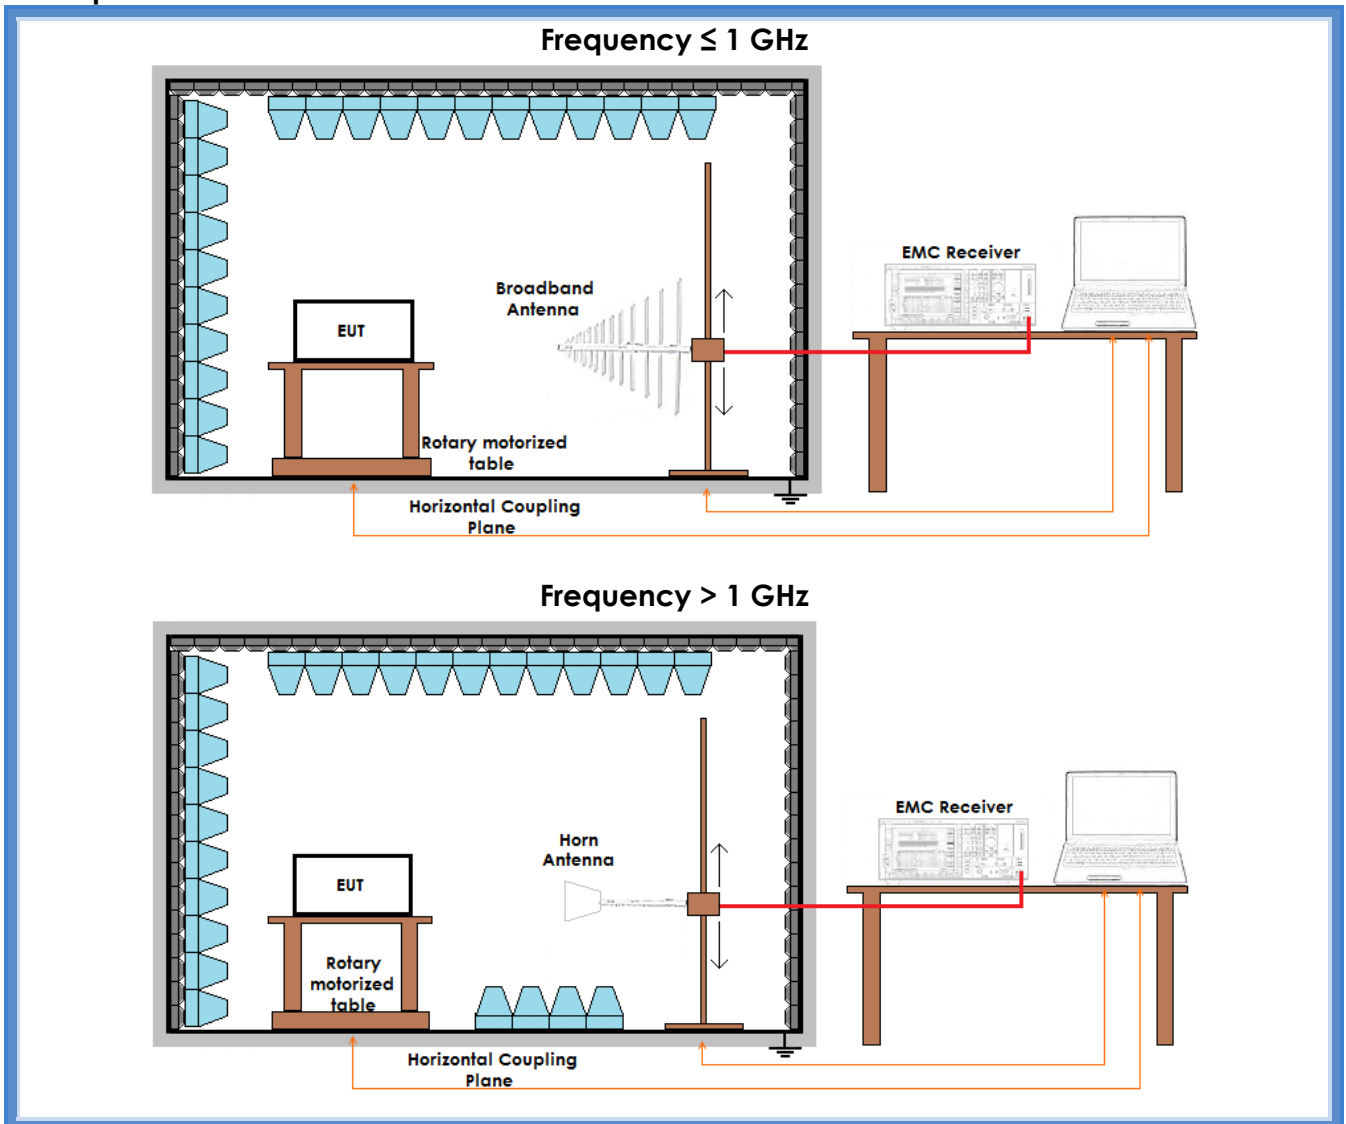 Frequency ≤ 1 GHz
EMC Receiver
Broadband
Antenna
EUT
Rotary motorized
table
Horizontal Coupling
Plane
Frequency > 1 GHz
EMC Receiver
Horn
Antenna
EUT
Rotary
motorized
table
Horizontal Coupling
Plane